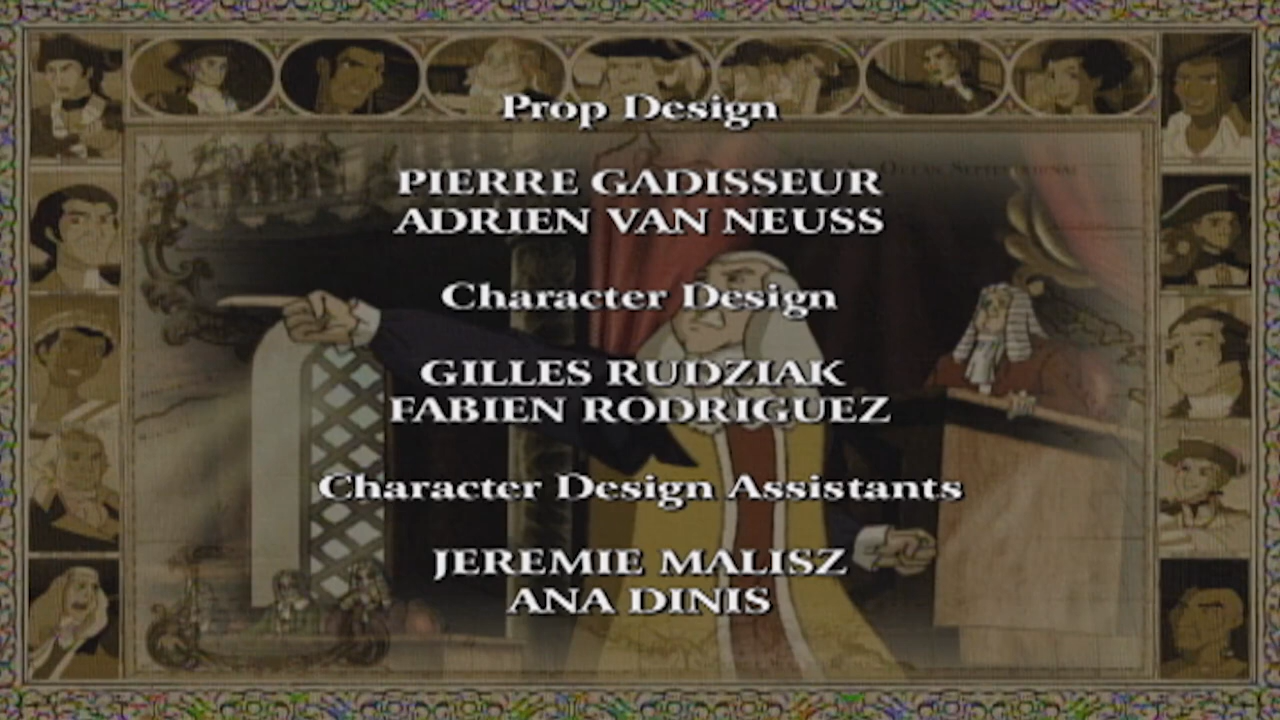 Prop Design
PIERRE GADISSEUR
ADRIEN VAN NEUSS
Character Design
GILLES RUDZIAK
FABIEN RODRIGUEZ
Character Design Assistants
JEREMIE MALISZ
ANA DINIS